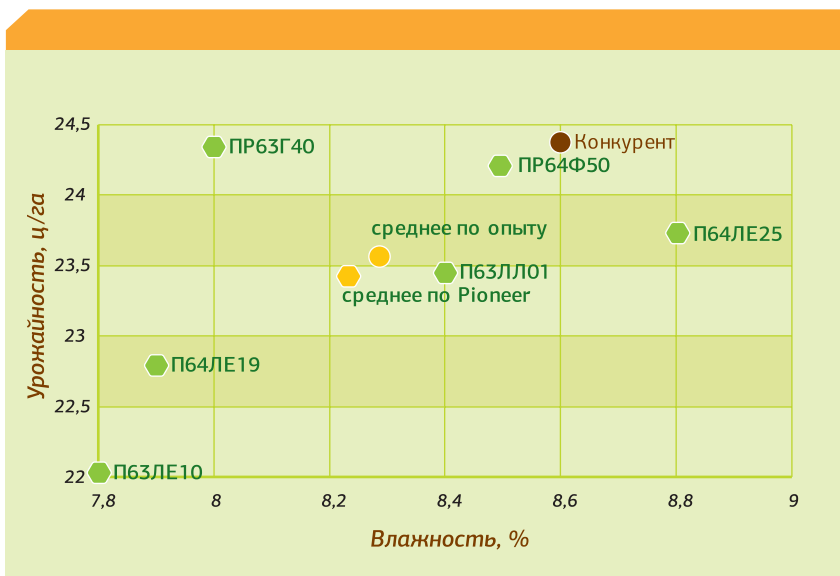 24,5
Конкурент
ПР63Г40
ПР64Ф50
24
среднее по опыту
П64ЛЕ25
23,5
П63ЛЛ01
среднее по Pioneer
23
П64ЛЕ19
22,5
22
П63ЛЕ10
Урожайность, ц/га
7,8 8 8,2 8,4 8,6 8,8 9
Влажность, %